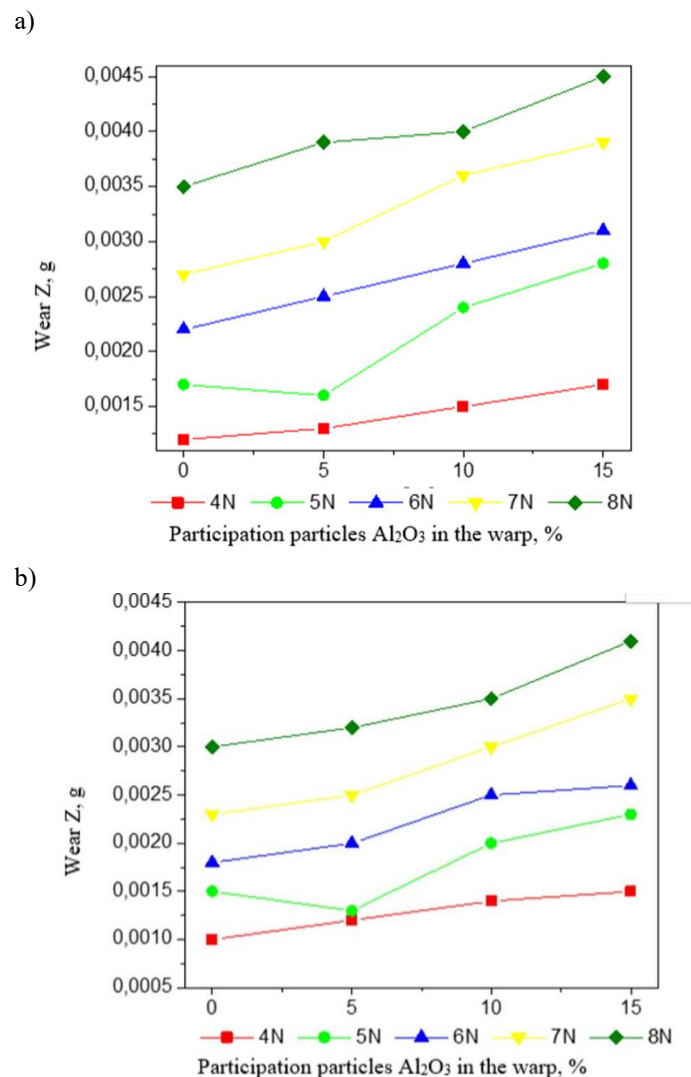 a)
0,0045
0,0040
0,0035
0,0030
0,0025
0,0020
0,0015
Wear Z, g
0 5 10 15
4N 5N 6N 7N 8N
Participation particles Al₂O₃ in the warp, %
b)
0,0045
0,0040
0,0035
0,0030
0,0025
0,0020
0,0015
0,0010
0,0005
Wear Z, g
0 5 10 15
4N 5N 6N 7N 8N
Participation particles Al₂O₃ in the warp, %